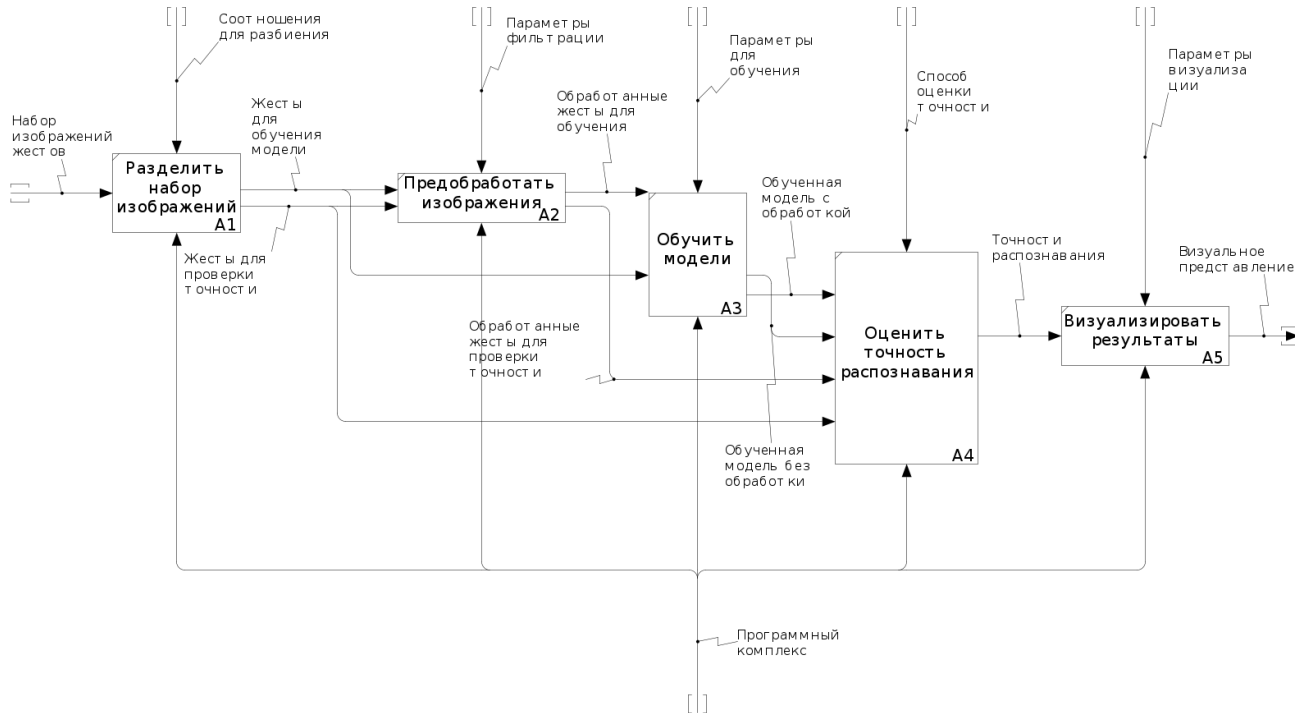 Соотношения
для разбиения
Параметры
фильтрации
Параметры
для
обучения
Способ
оценки
точности
Параметры
визуализа
ции
Набор
изображений
жестов
Жесты
для
обучения
модели
Обработанные
жесты для
обучения
Разделить
набор
изображений
A1
Предобработать
изображения
A2
Жесты для
проверки
точности
Обучить
модели
A3
Обученная
модель с
обработкой
Обработанные
жесты для
проверки
точности
Оценить
точность
распознавания
A4
Точности
распознавания
Визуальное
представление
Визуализировать
результаты
A5
Обученная
модель без
обработки
Программный
комплекс